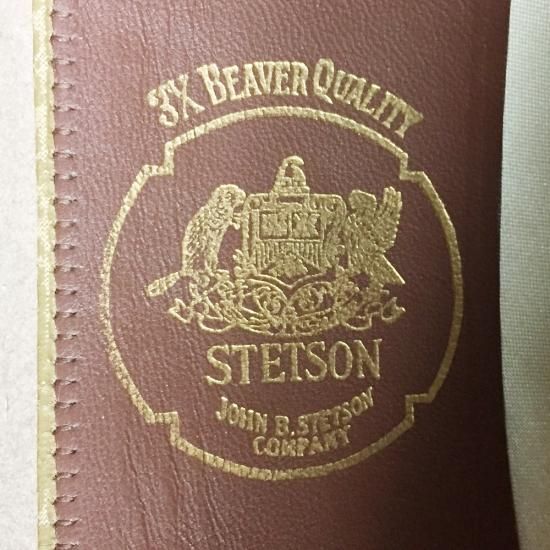 3X BEAVER QUALITY
STETSON
JOHN B. STETSON
COMPANY